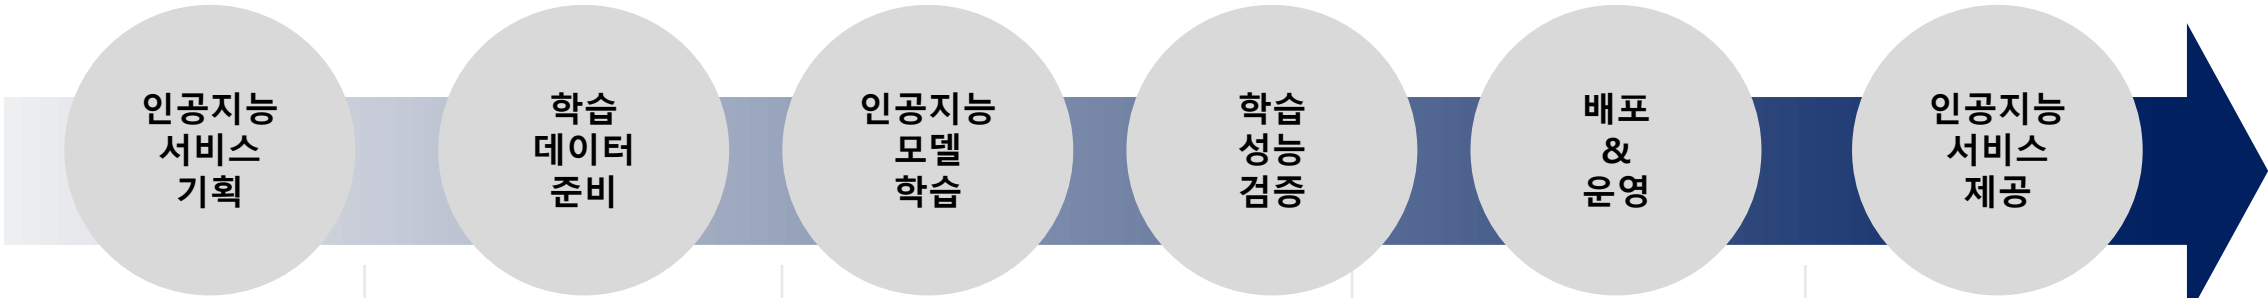 인공지능
서비스
기획
학습
데이터
준비
인공지능
모델
학습
학습
성능
검증
배포
&
운영
인공지능
서비스
제공